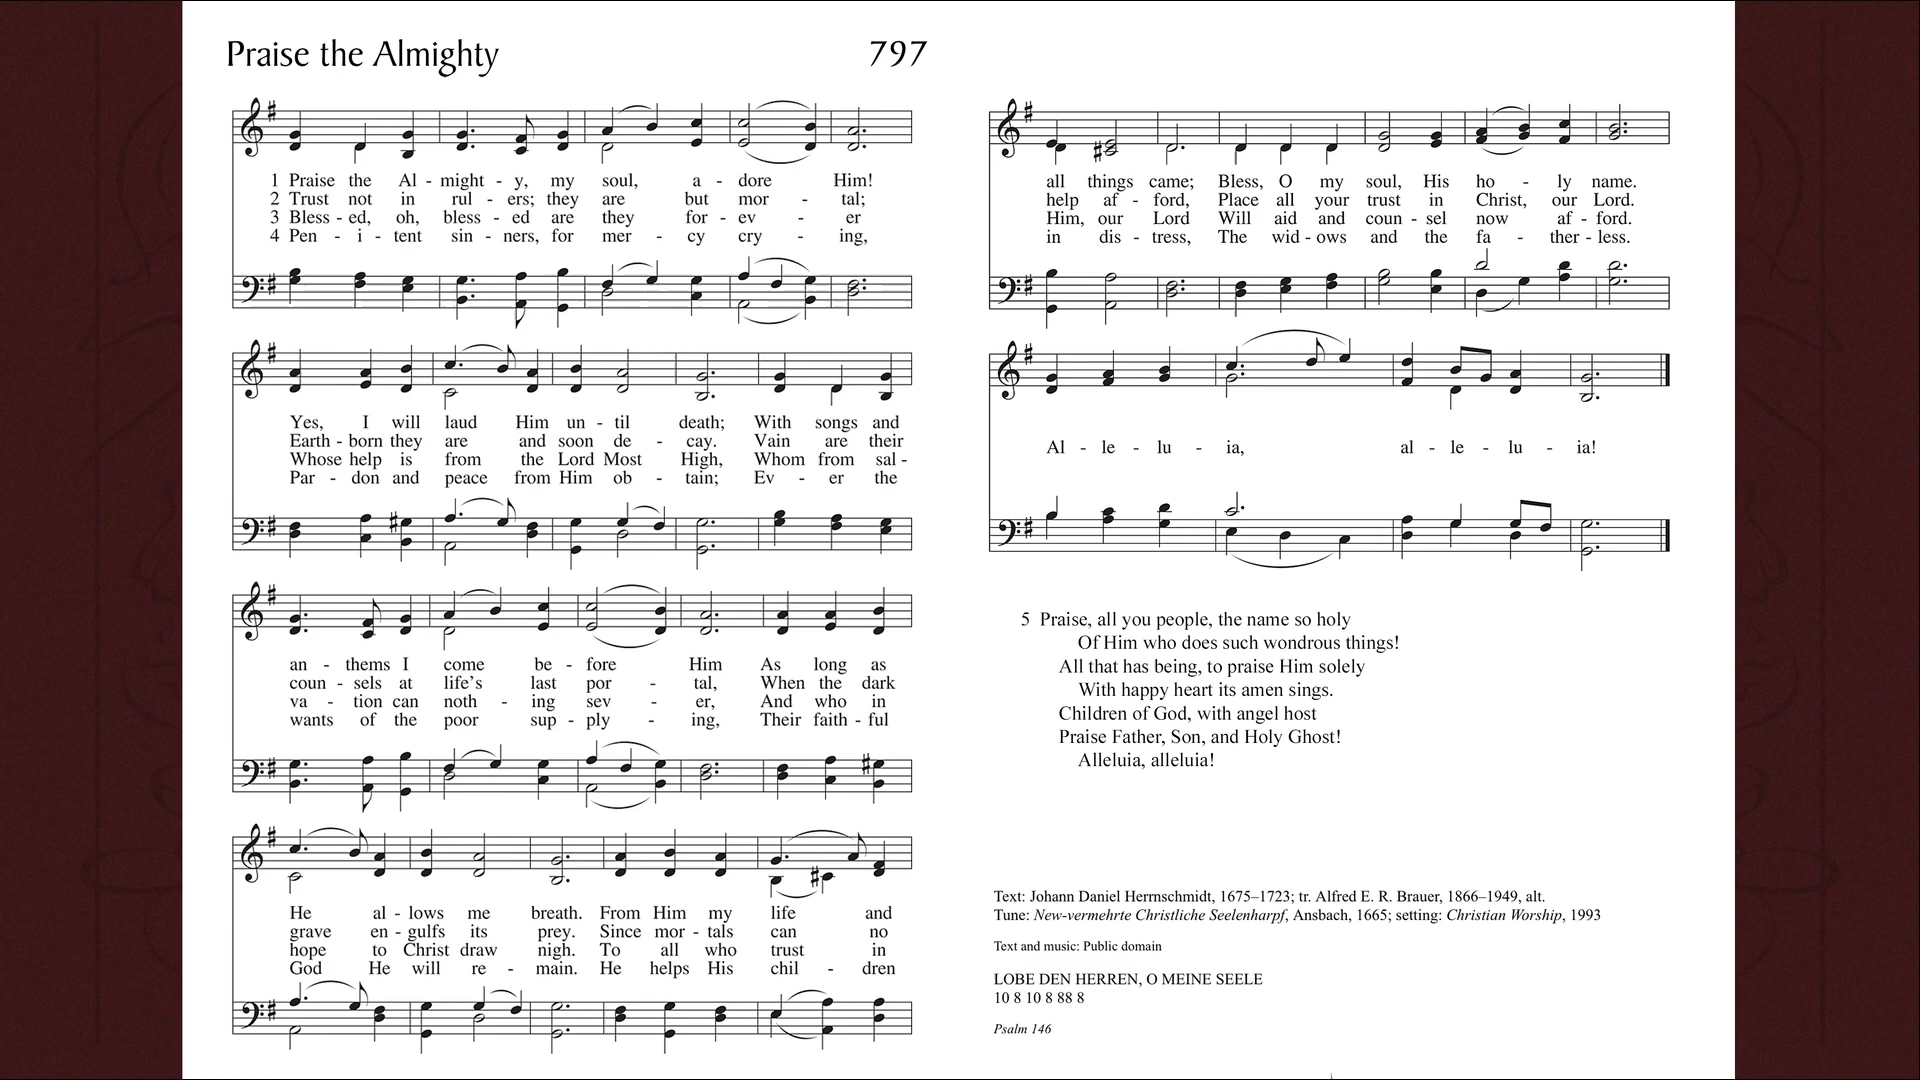 Praise the Almighty 797
1 Praise the Al - might - y, my soul, a - dore Him!
2 Trust not in rul - ers; they are but mor - tal;
3 Bless - ed, oh, bless - ed are they for - ev - er
4 Pen - i - tent sin - ners, for mer - cy cry - ing,
Yes, I will laud Him un - til death; With songs and
Earth - born they are and soon de - cay. Vain are their
Whose help is from the Lord Most High, Whom from sal -
Par - don and peace from Him ob - tain; Ev - er the
an - thems I come be - fore Him As long as
coun - sels at life's last por - tal, When the dark
va - tion can noth - ing sev - er, And who in
wants of the poor sup - ply - ing, Their faith - ful
He al - lows me breath. From Him my life and
grave en - gulfs its prey. Since mor - tals can no
hope to Christ draw nigh. To all who trust in
God He will re - main. He helps His chil - dren
all things came; Bless, O my soul, His ho - ly name.
help af - ford, Place all your trust in Christ, our Lord.
Him, our Lord Will aid and coun - sel now af - ford.
in dis - tress, The wid - ows and the fa - ther - less.
Al - le - lu - ia, al - le - lu - ia!
5 Praise, all you people, the name so holy
Of Him who does such wondrous things!
All that has being, to praise Him solely
With happy heart its amen sings.
Children of God, with angel host
Praise Father, Son, and Holy Ghost!
Alleluia, alleluia!
Text: Johann Daniel Herrnschmidt, 1675–1723; tr. Alfred E. R. Brauer, 1866–1949, alt.
Tune: New-vermehrte Christliche Seelenharpf, Ansbach, 1665; setting: Christian Worship, 1993
Text and music: Public domain
LOBE DEN HERREN, O MEINE SEELE
10 8 10 8 88 8
Psalm 146